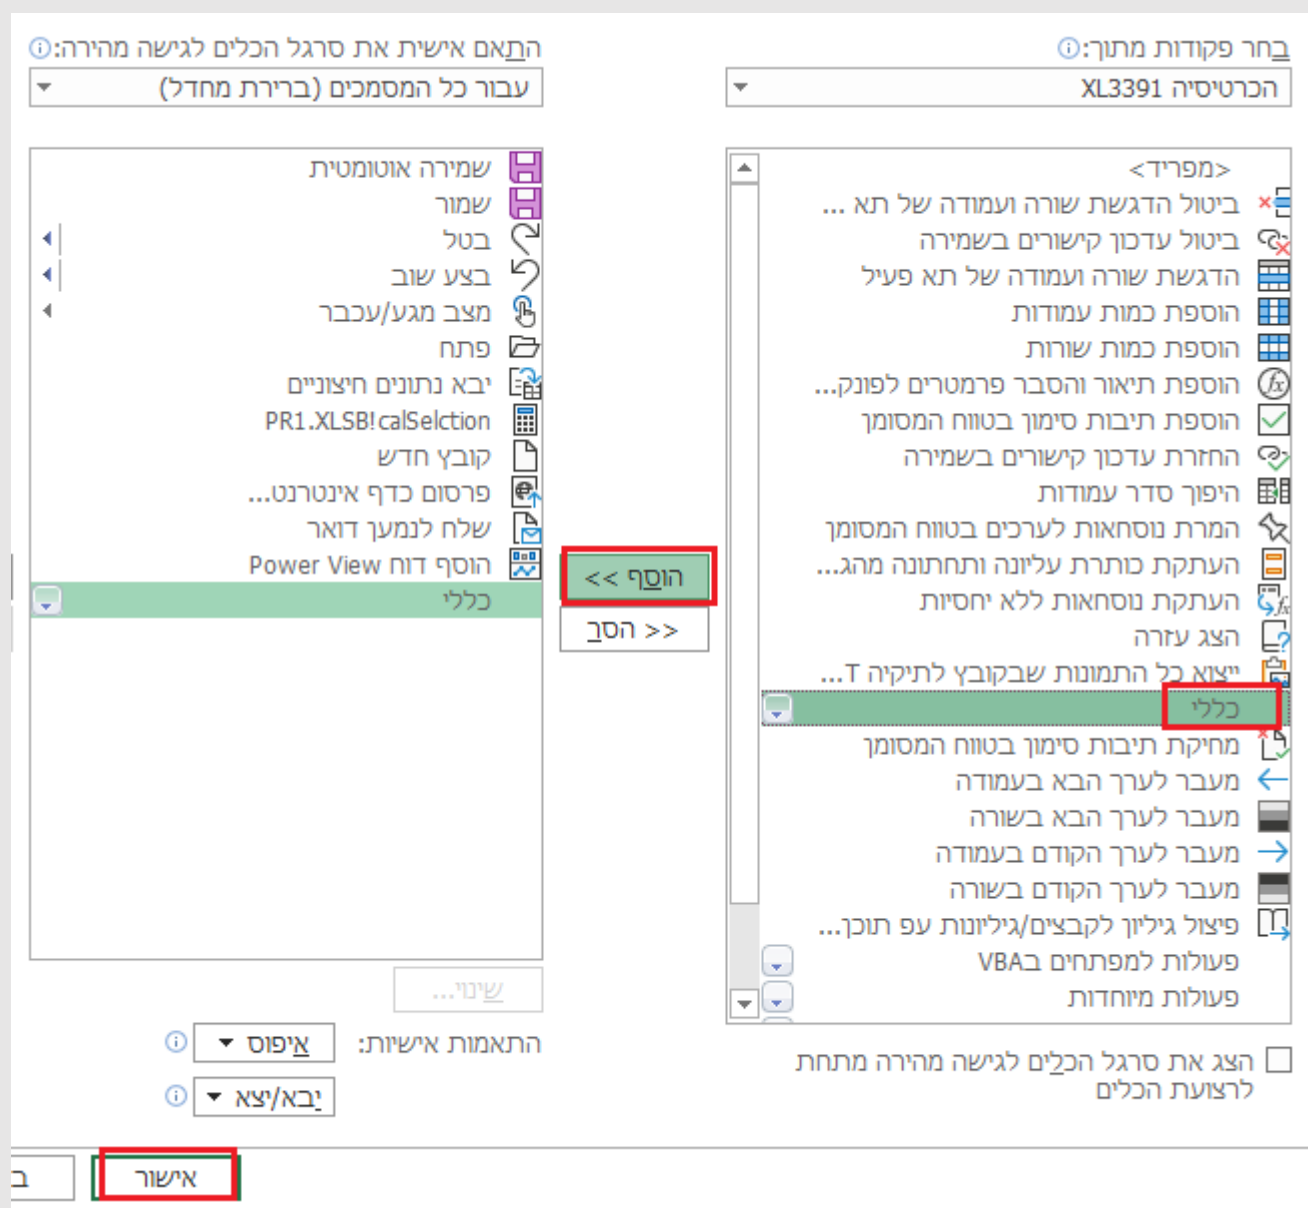 בחר פקודות מתוך:
הכרטיסיה XL3391
<מפריד>
ביטול הדגשת שורה ועמודה של תא ...
ביטול עדכון קישורים בשמירה
הדגשת שורה ועמודה של תא פעיל
הוספת כמות עמודות
הוספת כמות שורות
הוספת תיאור והסבר פרמטרים לפונק...
הוספת תיבות סימון בטווח המסומן
החזרת עדכון קישורים בשמירה
היפוך סדר עמודות
המרת נוסחאות לערכים בטווח המסומן
העתקת כותרת עליונה ותחתונה מהג...
העתקת נוסחאות ללא יחסיות
הצג עזרה
ייצוא כל התמונות שבקובץ לתיקיה T...
כללי
מחיקת תיבות סימון בטווח המסומן
מעבר לערך הבא בעמודה
מעבר לערך הבא בשורה
מעבר לערך הקודם בעמודה
מעבר לערך הקודם בשורה
פיצול גיליון לקבצים/גיליונות עפ תוכן...
פעולות למפתחים בVBA
פעולות מיוחדות
הצג את סרגל הכלים לגישה מהירה מתחת
לרצועת הכלים
הוסף >>
<< הסר
התאם אישית את סרגל הכלים לגישה מהירה:
עבור כל המסמכים (ברירת מחדל)
שמירה אוטומטית
שמור
בטל
בצע שוב
מצב מגע/עכבר
פתח
יבא נתונים חיצוניים
PR1.XLSB!calSelction
קובץ חדש
פרסום כדף אינטרנט...
שלח לנמען דואר
הוסף דוח Power View
כללי
שינוי...
התאמות אישיות:
איפוס
יבא/יצא
אישור